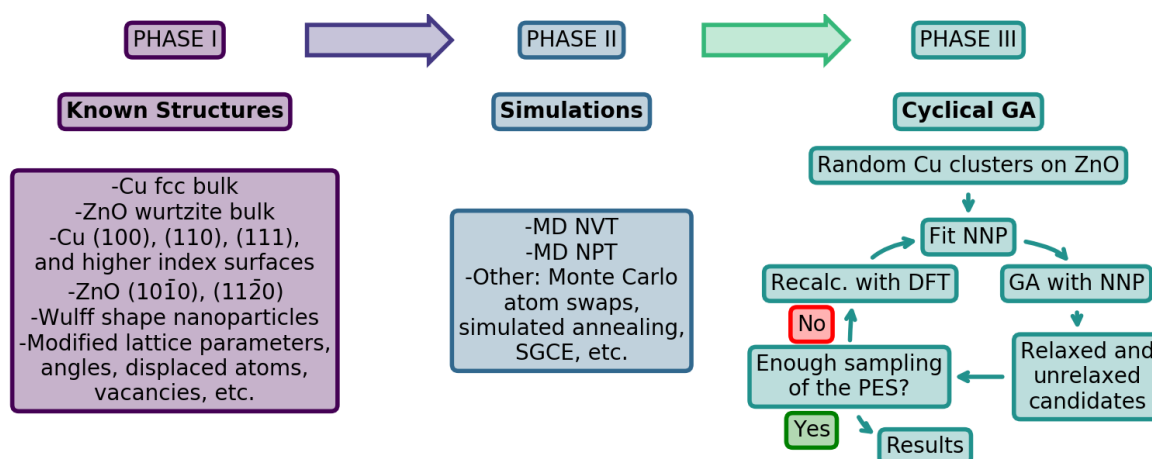 PHASE I
PHASE II
PHASE III
Known Structures
Simulations
Cyclical GA
-Cu fcc bulk
-ZnO wurtzite bulk
-Cu (100), (110), (111),
and higher index surfaces
-ZnO (101̄0), (112̄0)
-Wulff shape nanoparticles
-Modified lattice parameters,
angles, displaced atoms,
vacancies, etc.
-MD NVT
-MD NPT
-Other: Monte Carlo
atom swaps,
simulated annealing,
SGCE, etc.
Random Cu clusters on ZnO
Fit NNP
GA with NNP
Relaxed and
unrelaxed
candidates
Enough sampling
of the PES?
No
Recalc. with DFT
Yes
Results